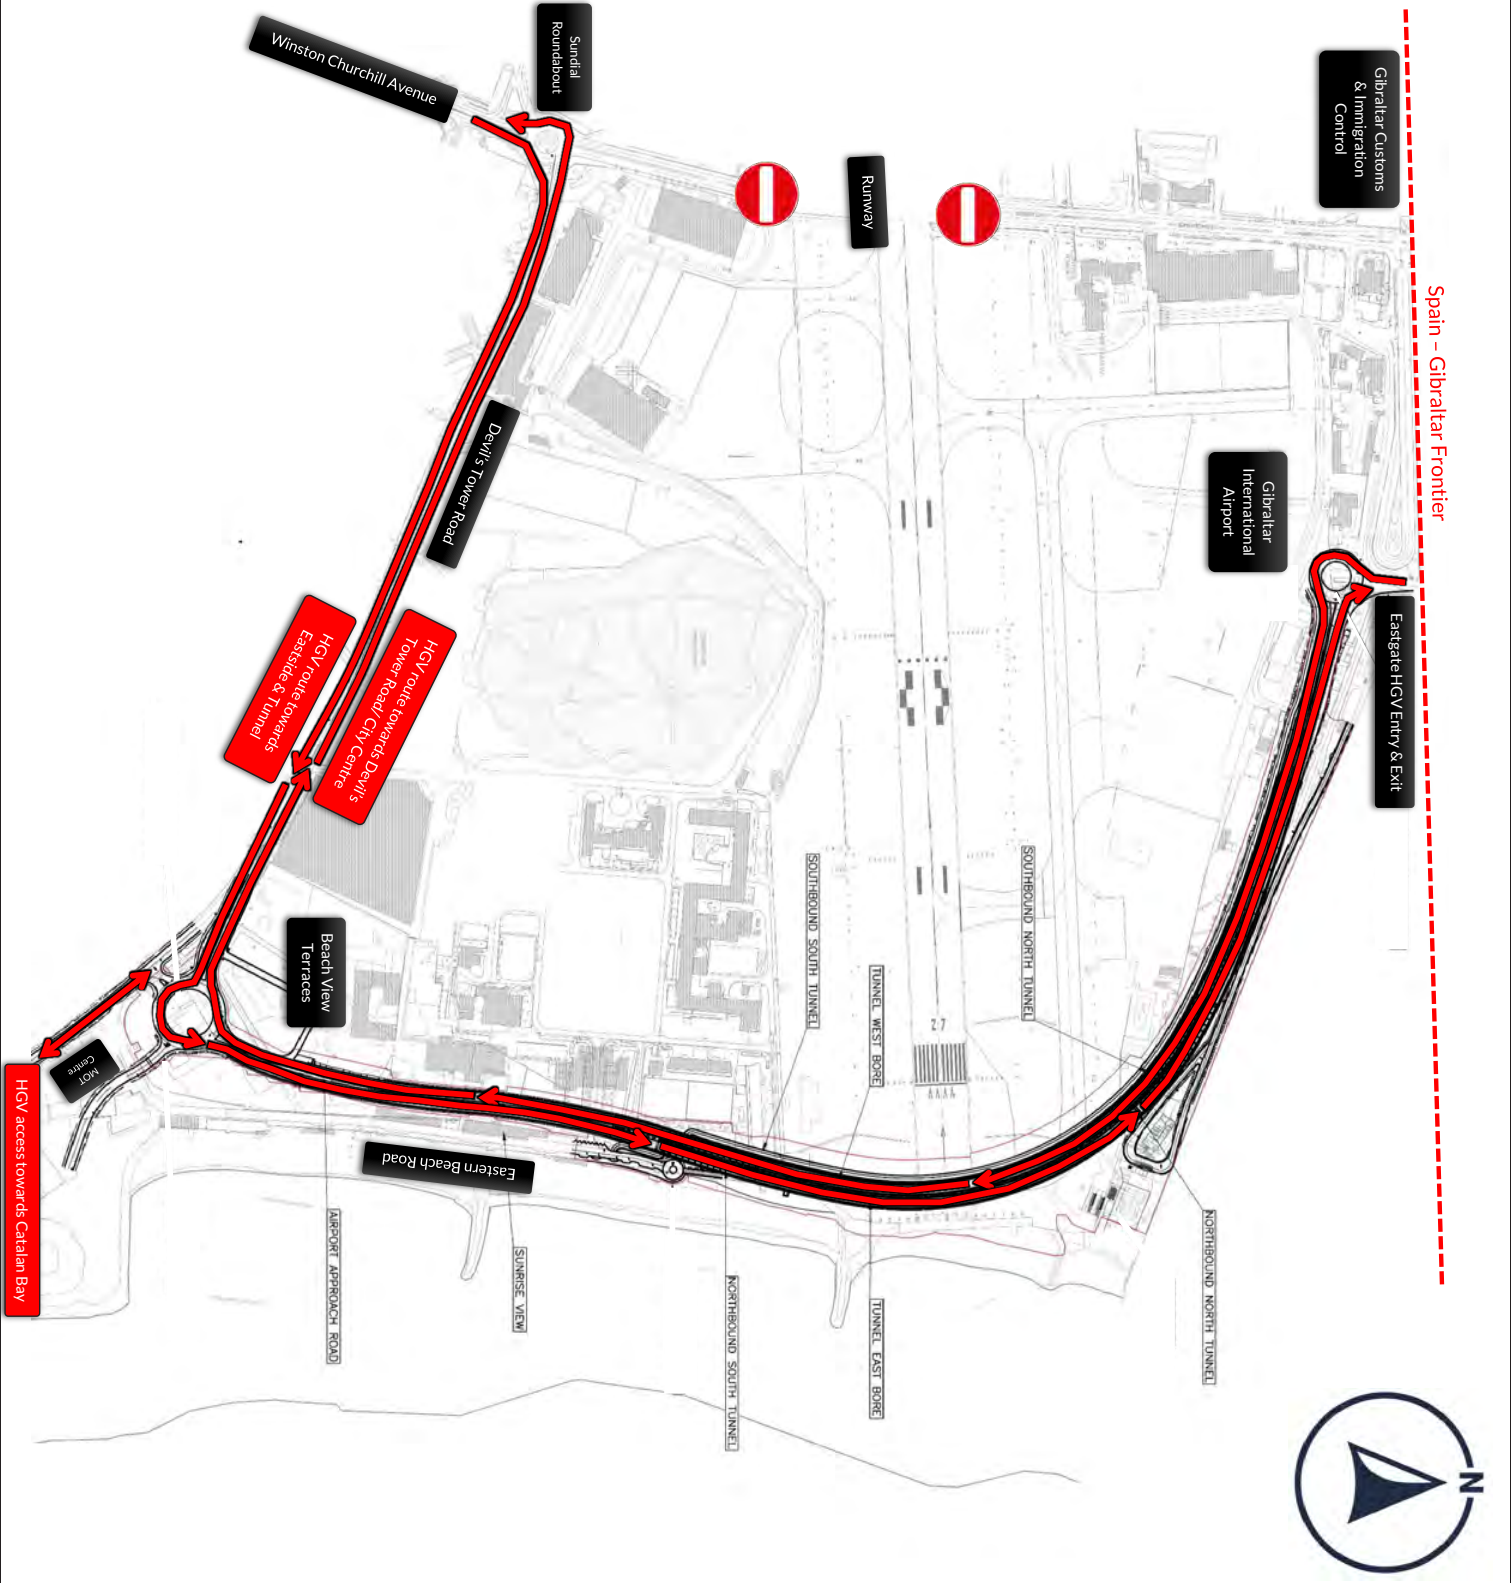 Spain – Gibraltar Frontier
Gibraltar Customs
& Immigration
Control
Runway
Sundial
Roundabout
Winston Churchill Avenue
Gibraltar
International
Airport
Eastgate HGV Entry & Exit
Devil's Tower Road
HGV route towards Devil's
Tower Road/ City Centre
HGV route towards
Eastside & Tunnel
SOUTHBOUND NORTH TUNNEL
TUNNEL WEST BORE
SOUTHBOUND SOUTH TUNNEL
27
Beach View
Terraces
MOT
Centre
Eastern Beach Road
HGV access towards Catalan Bay
NORTHBOUND NORTH TUNNEL
TUNNEL EAST BORE
NORTHBOUND SOUTH TUNNEL
SUNRISE VIEW
AIRPORT APPROACH ROAD
N